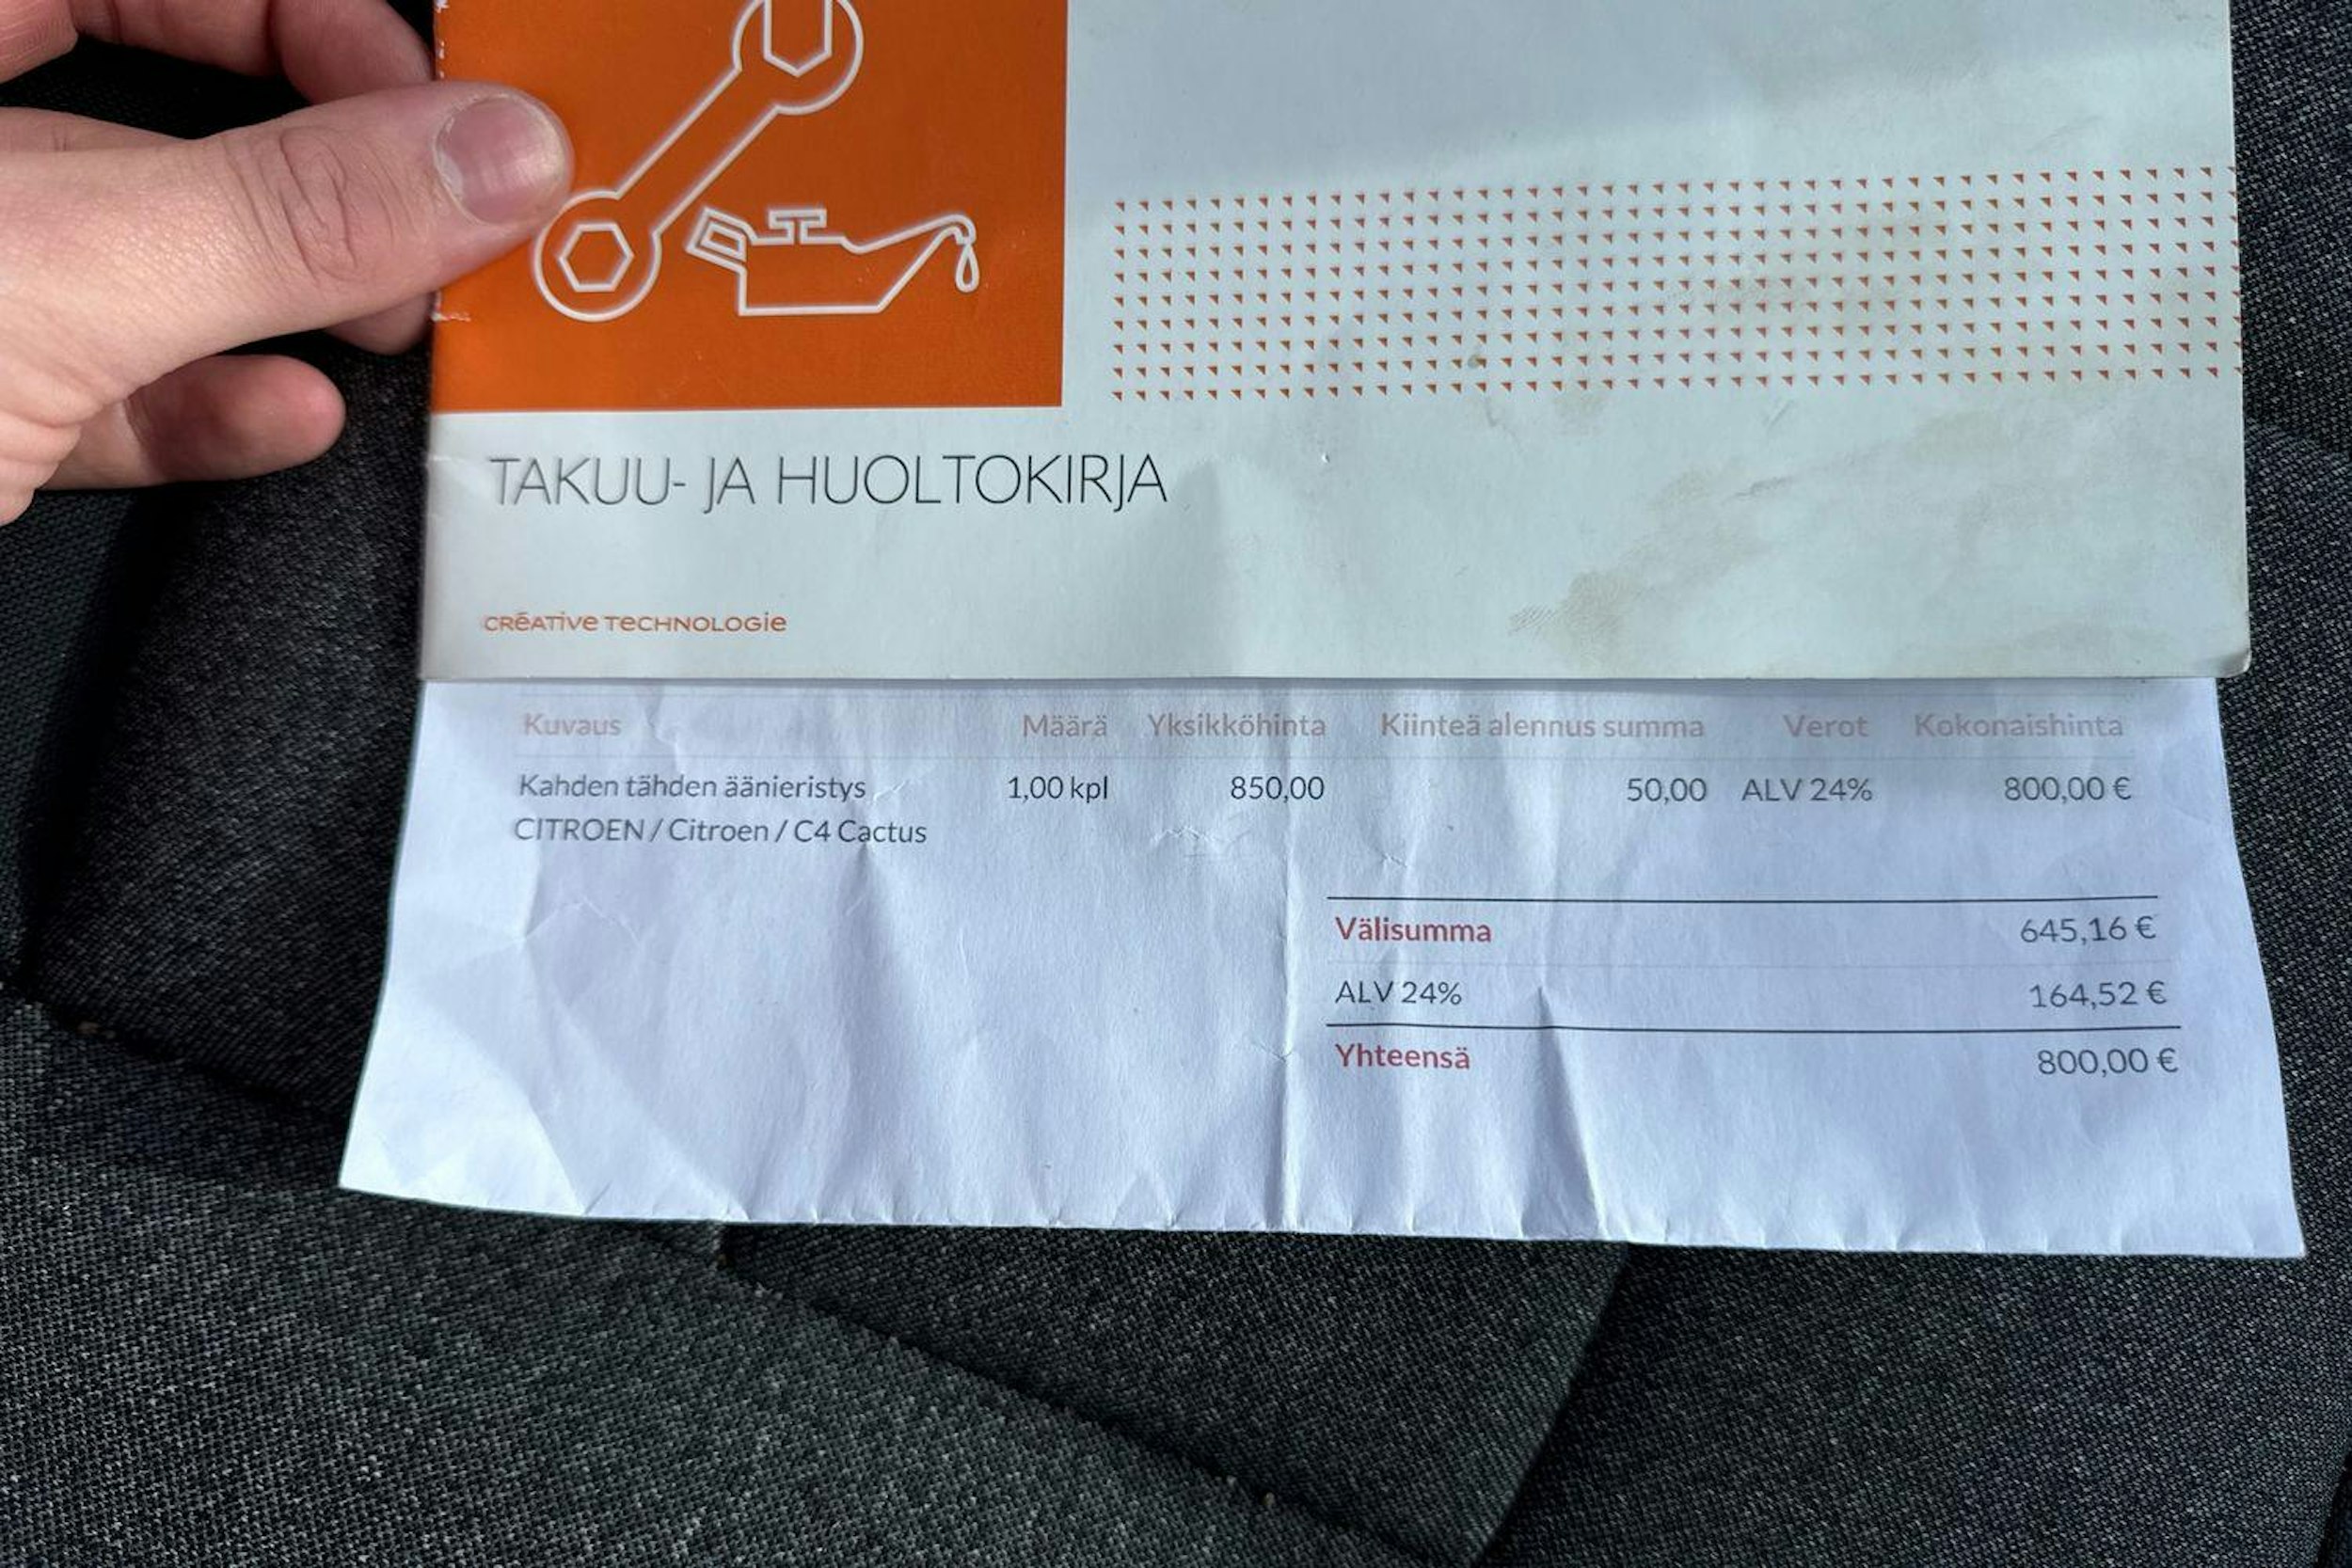 TAKUU- JA HUOLTOKIRJA
CRÉATIVE TECHNOLOGIE
Kuvaus Määrä Yksikköhinta Kiinteä alennus summa Verot Kokonaishinta
Kahden tähden äänieristys 1,00 kpl 850,00 50,00 ALV 24% 800,00 €
CITROEN / Citroen / C4 Cactus
Välisumma 645,16 €
ALV 24% 164,52 €
Yhteensä 800,00 €